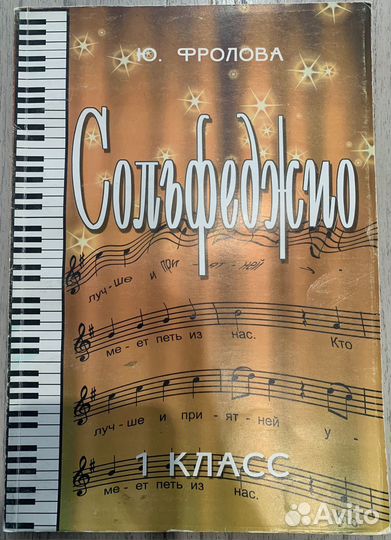 Ю. ФРОЛОВА
Сольфеджио
луч-ше и при - ят - ней у -
ме - ет петь из нас. Кто
луч-ше и при - ят - ней у -
ме - ет петь из нас.
1 КЛАСС
Avito